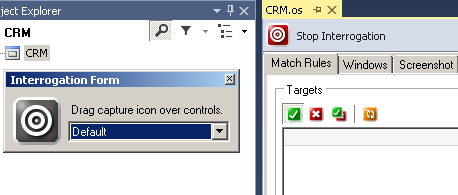 ject Explorer
CRM.os
CRM
Stop Interrogation
CRM
Match Rules
Windows
Screenshot
Interrogation Form
Targets
Drag capture icon over controls.
Default